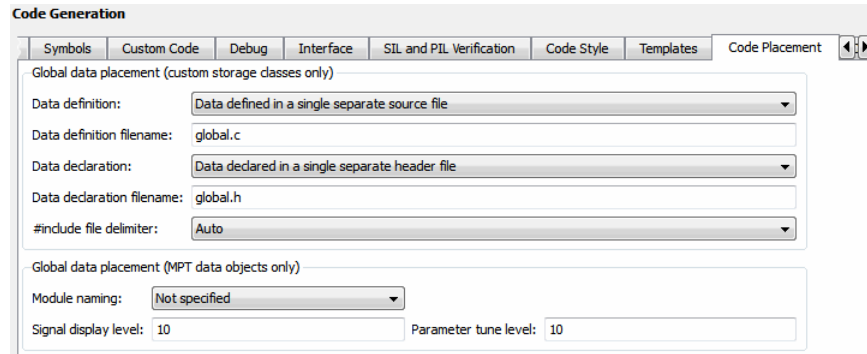 Code Generation
Symbols Custom Code Debug Interface SIL and PIL Verification Code Style Templates Code Placement
Global data placement (custom storage classes only)
Data definition: Data defined in a single separate source file
Data definition filename: global.c
Data declaration: Data declared in a single separate header file
Data declaration filename: global.h
#include file delimiter: Auto
Global data placement (MPT data objects only)
Module naming: Not specified
Signal display level: 10 Parameter tune level: 10